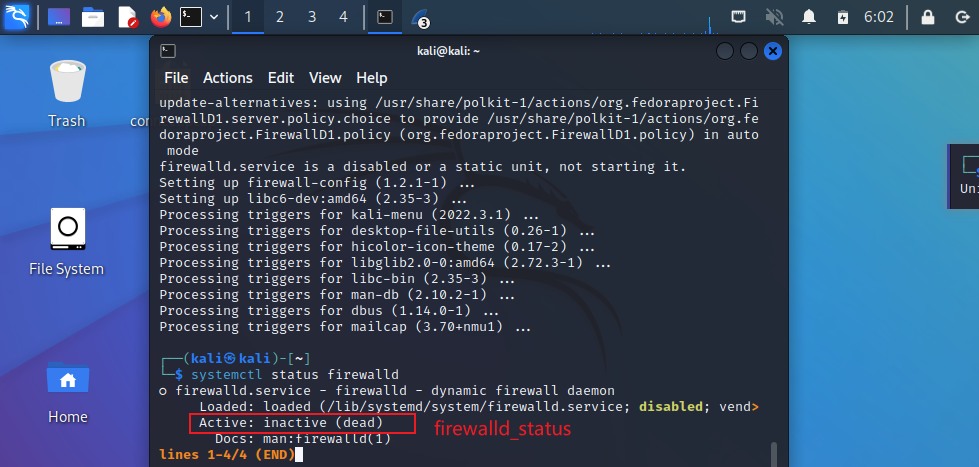 1 2 3 4 3 6:02
Trash
cor
File System
Home
kali@kali: ~
File Actions Edit View Help
update-alternatives: using /usr/share/polkit-1/actions/org.fedoraproject.Fi
rewallD1.server.policy.choice to provide /usr/share/polkit-1/actions/org.fe
doraproject.FirewallD1.policy (org.fedoraproject.FirewallD1.policy) in auto
mode
firewalld.service is a disabled or a static unit, not starting it.
Setting up firewall-config (1.2.1-1) ...
Setting up libc6-dev:amd64 (2.35-3) ...
Processing triggers for kali-menu (2022.3.1) ...
Processing triggers for desktop-file-utils (0.26-1) ...
Processing triggers for hicolor-icon-theme (0.17-2) ...
Processing triggers for libglib2.0-0:amd64 (2.72.3-1) ...
Processing triggers for libc-bin (2.35-3) ...
Processing triggers for man-db (2.10.2-1) ...
Processing triggers for dbus (1.14.0-1) ...
Processing triggers for mailcap (3.70+nmu1) ...
┌──(kali㉿kali)-[~]
└─$ systemctl status firewalld
○ firewalld.service - firewalld - dynamic firewall daemon
Loaded: loaded (/lib/systemd/system/firewalld.service; disabled; vend>
Active: inactive (dead)
firewalld_status
Docs: man:firewalld(1)
lines 1-4/4 (END)